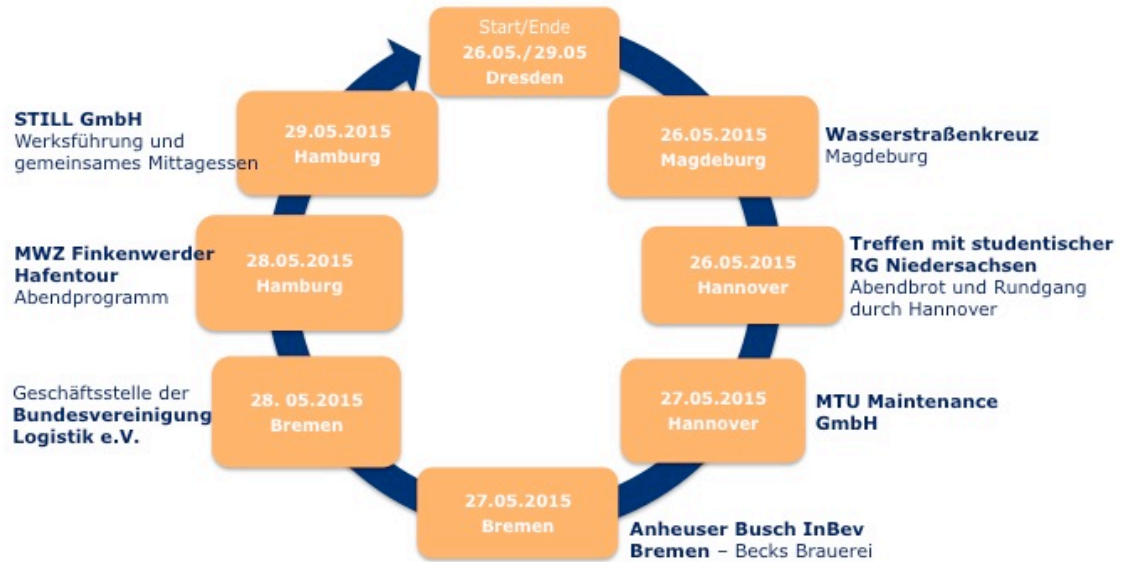 Start/Ende
26.05./29.05
Dresden
26.05.2015
Magdeburg
Wasserstraßenkreuz
Magdeburg
26.05.2015
Hannover
Treffen mit studentischer
RG Niedersachsen
Abendbrot und Rundgang
durch Hannover
27.05.2015
Hannover
MTU Maintenance
GmbH
27.05.2015
Bremen
Anheuser Busch InBev
Bremen – Becks Brauerei
28. 05.2015
Bremen
Geschäftsstelle der
Bundesvereinigung
Logistik e.V.
28.05.2015
Hamburg
MWZ Finkenwerder
Hafentour
Abendprogramm
29.05.2015
Hamburg
STILL GmbH
Werksführung und
gemeinsames Mittagessen